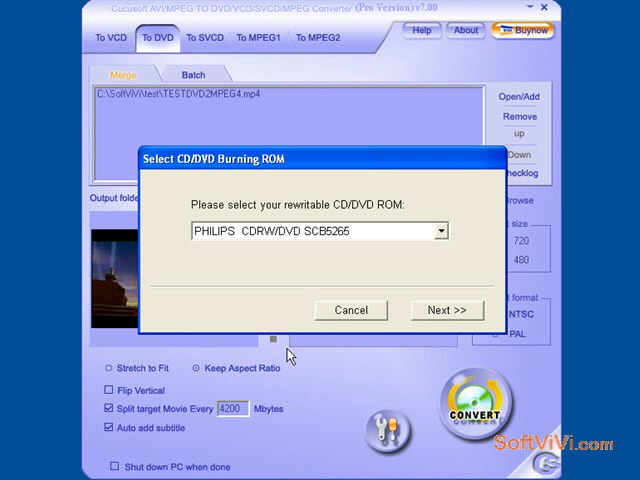 Cucusoft AVI/MPEG TO DVD/VCD/SVCD/MPEG Converter (Pro Version) v7.00
To VCD
To DVD
To SVCD
To MPEG1
To MPEG2
Help
About
Buynow
Merge
Batch
C:\SoftViVi\test\TESTDVD2MPEG4.mp4
Open/Add
Remove
up
Down
hecklog
Output folde
rowse
Select CD/DVD Burning ROM
Please select your rewritable CD/DVD ROM:
PHILIPS CDRW/DVD SCB5265
Cancel
Next >>
t size
720
480
t format
NTSC
PAL
Stretch to Fit
Keep Aspect Ratio
Flip Vertical
Split target Movie Every 4200 Mbytes
Auto add subtitle
CONVERT
SoftViVi.com
Shut down PC when done